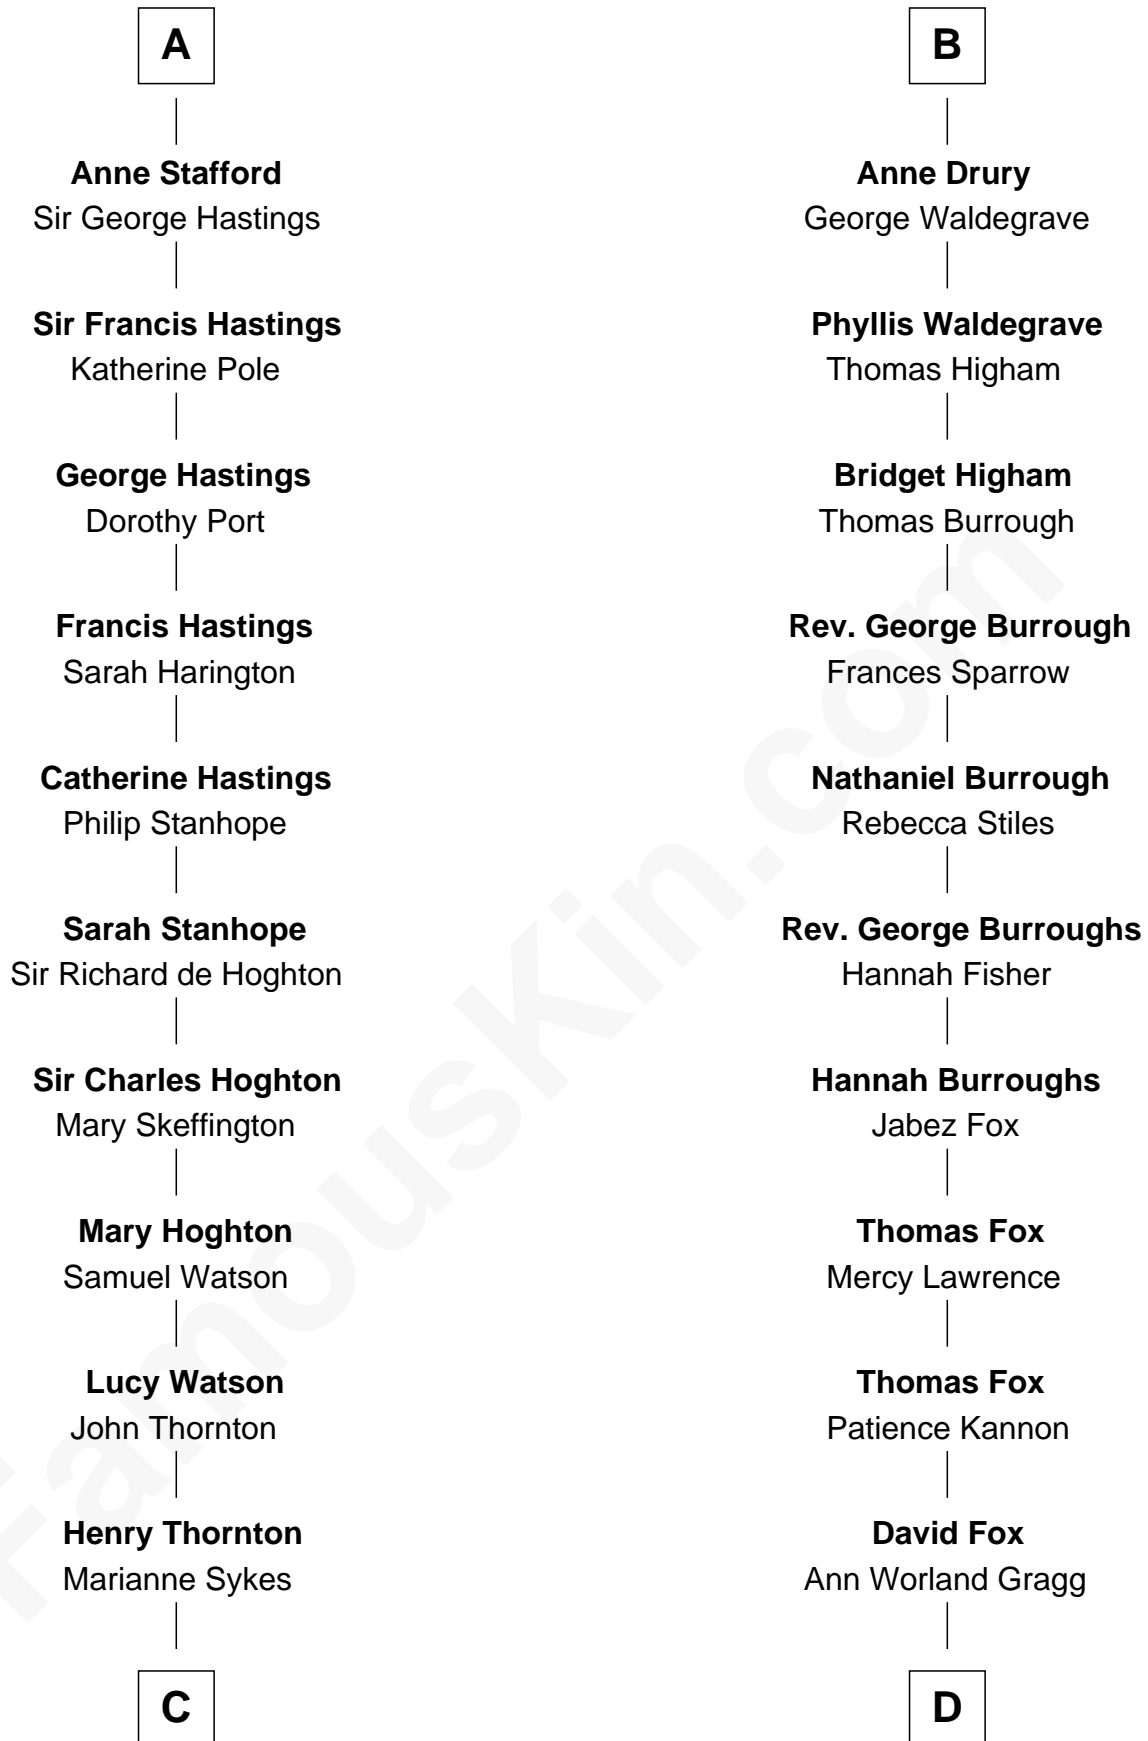 A
Anne Stafford
Sir George Hastings
Sir Francis Hastings
Katherine Pole
George Hastings
Dorothy Port
Francis Hastings
Sarah Harington
Catherine Hastings
Philip Stanhope
Sarah Stanhope
Sir Richard de Hoghton
Sir Charles Hoghton
Mary Skeffington
Mary Hoghton
Samuel Watson
Lucy Watson
John Thornton
Henry Thornton
Marianne Sykes
C
B
Anne Drury
George Waldegrave
Phyllis Waldegrave
Thomas Higham
Bridget Higham
Thomas Burrough
Rev. George Burrough
Frances Sparrow
Nathaniel Burrough
Rebecca Stiles
Rev. George Burroughs
Hannah Fisher
Hannah Burroughs
Jabez Fox
Thomas Fox
Mercy Lawrence
Thomas Fox
Patience Kannon
David Fox
Ann Worland Gragg
D
FamousKin.com